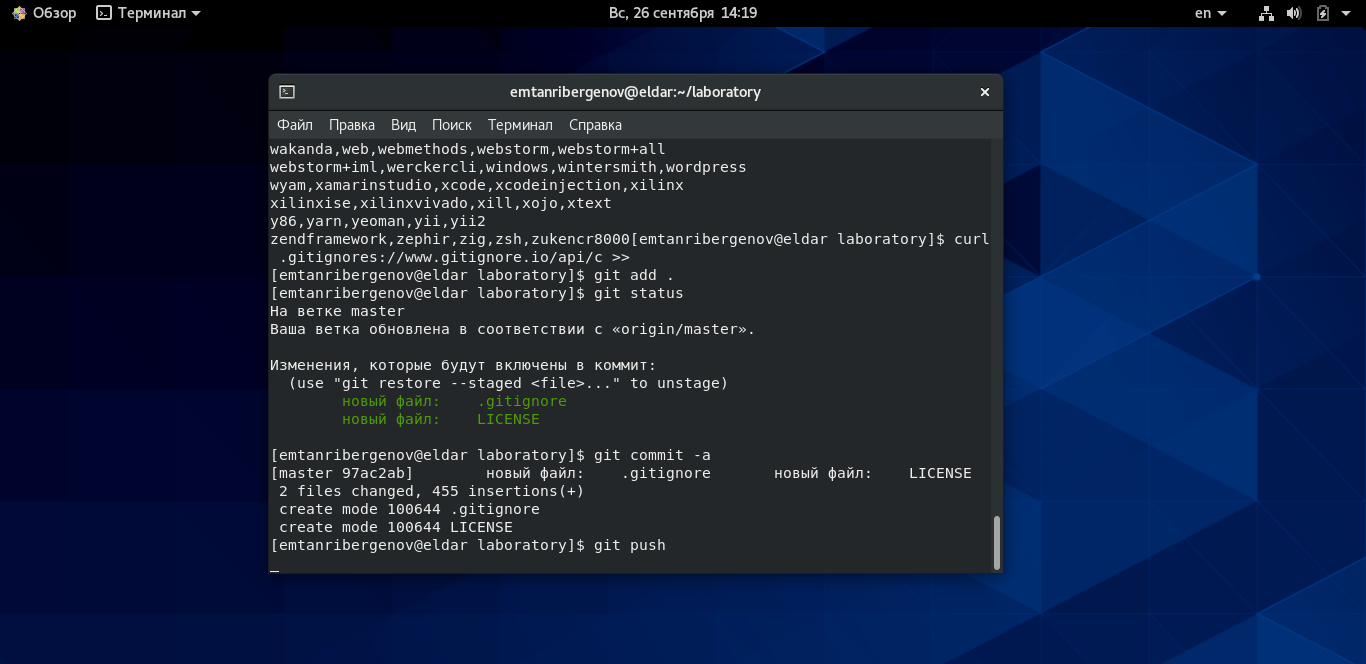 Обзор Терминал Вс, 26 сентября 14:19 en
emtanribergenov@eldar:~/laboratory
Файл Правка Вид Поиск Терминал Справка
wakanda,web,webmethods,webstorm,webstorm+all
webstorm+iml,werckercli,windows,wintersmith,wordpress
wyam,xamarinstudio,xcode,xcodeinjection,xilinx
xilinxise,xilinxvivado,xill,xojo,xtext
y86,yarn,yeoman,yii,yii2
zendframework,zephir,zig,zsh,zukencr8000[emtanribergenov@eldar laboratory]$ curl
.gitignores://www.gitignore.io/api/c >>
[emtanribergenov@eldar laboratory]$ git add .
[emtanribergenov@eldar laboratory]$ git status
На ветке master
Ваша ветка обновлена в соответствии с «origin/master».
Изменения, которые будут включены в коммит:
(use "git restore --staged <file>..." to unstage)
новый файл: .gitignore
новый файл: LICENSE
[emtanribergenov@eldar laboratory]$ git commit -a
[master 97ac2ab] новый файл: .gitignore новый файл: LICENSE
2 files changed, 455 insertions(+)
create mode 100644 .gitignore
create mode 100644 LICENSE
[emtanribergenov@eldar laboratory]$ git push